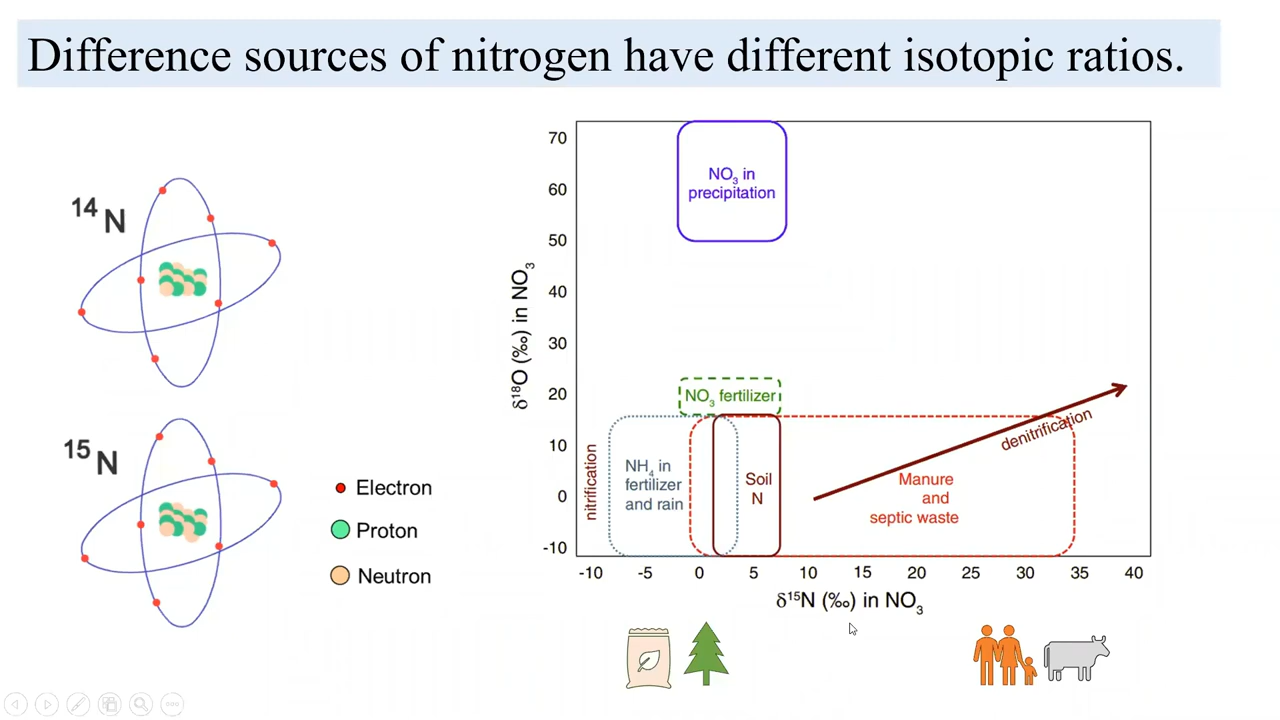 Difference sources of nitrogen have different isotopic ratios.
14N
15N
Electron
Proton
Neutron
70
60
50
40
30
20
10
0
-10
δ18O (‰) in NO3
NO3 in
precipitation
NO3 fertilizer
nitrification
NH4 in
fertilizer
and rain
Soil
N
Manure
and
septic waste
denitrification
-10 -5 0 5 10 15 20 25 30 35 40
δ15N (‰) in NO3